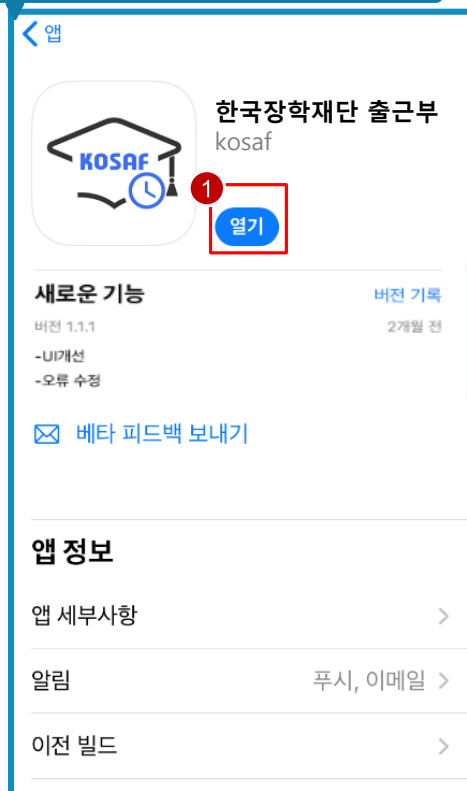 앱
한국장학재단 출근부
KOSAF
kosaf
1
열기
새로운 기능
버전 기록
버전 1.1.1
2개월 전
-UI개선
-오류 수정
베타 피드백 보내기
앱 정보
앱 세부사항
알림
푸시, 이메일
이전 빌드